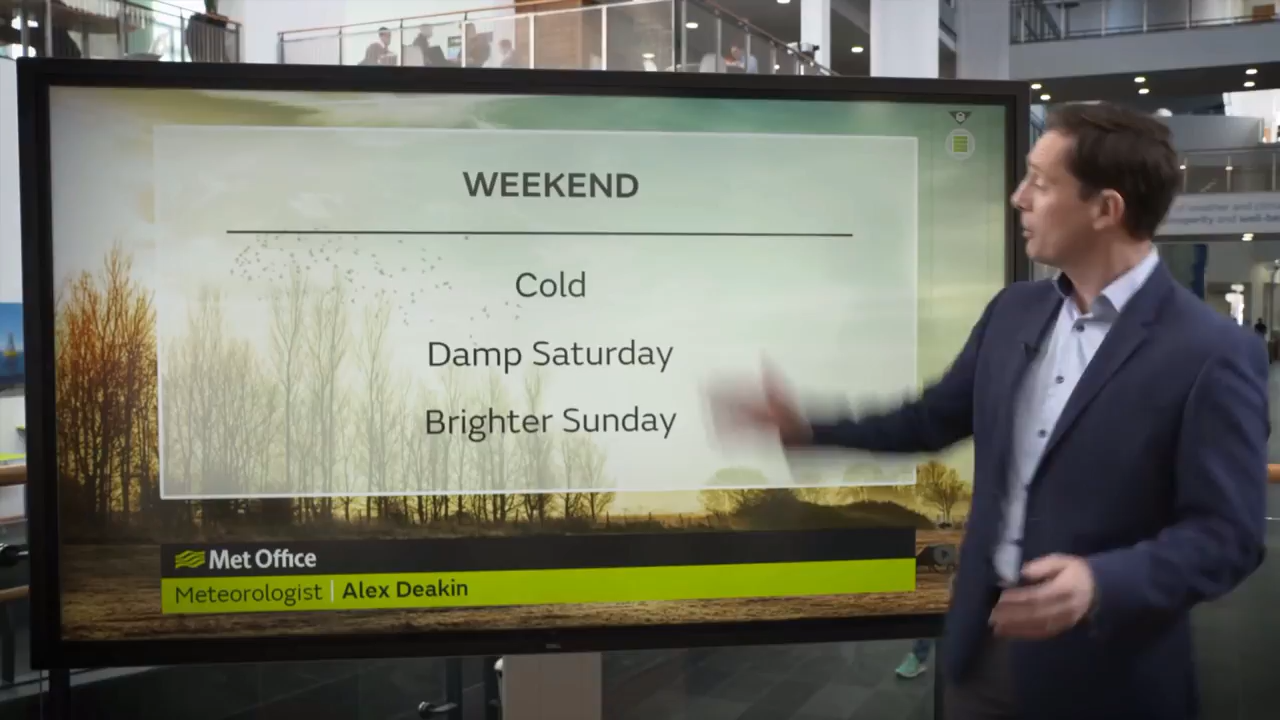 WEEKEND
Cold
Damp Saturday
Brighter Sunday
Met Office
Meteorologist | Alex Deakin